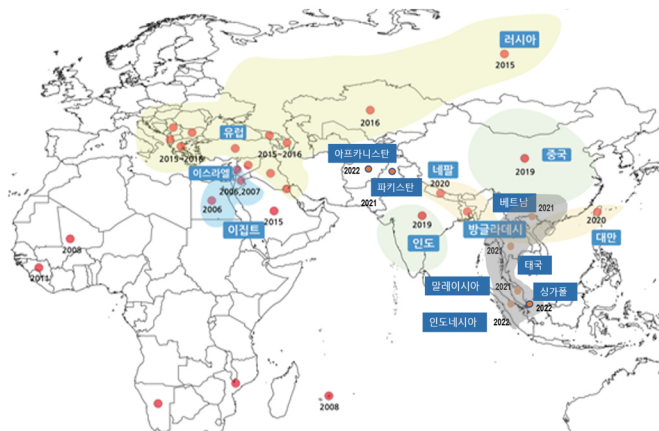 러시아
2015
2016
유럽
2015~2016
2015~2016
아프카니스탄
2022
중국
2019
이스라엘
2006,2007
네팔
2020
파키스탄
2021
베트남
2021
2006
이집트
2015
2019
인도
방글라데시
2021
2020
대만
2008
2011
태국
말레이시아
2021
싱가폴
2022
인도네시아
2022
2008